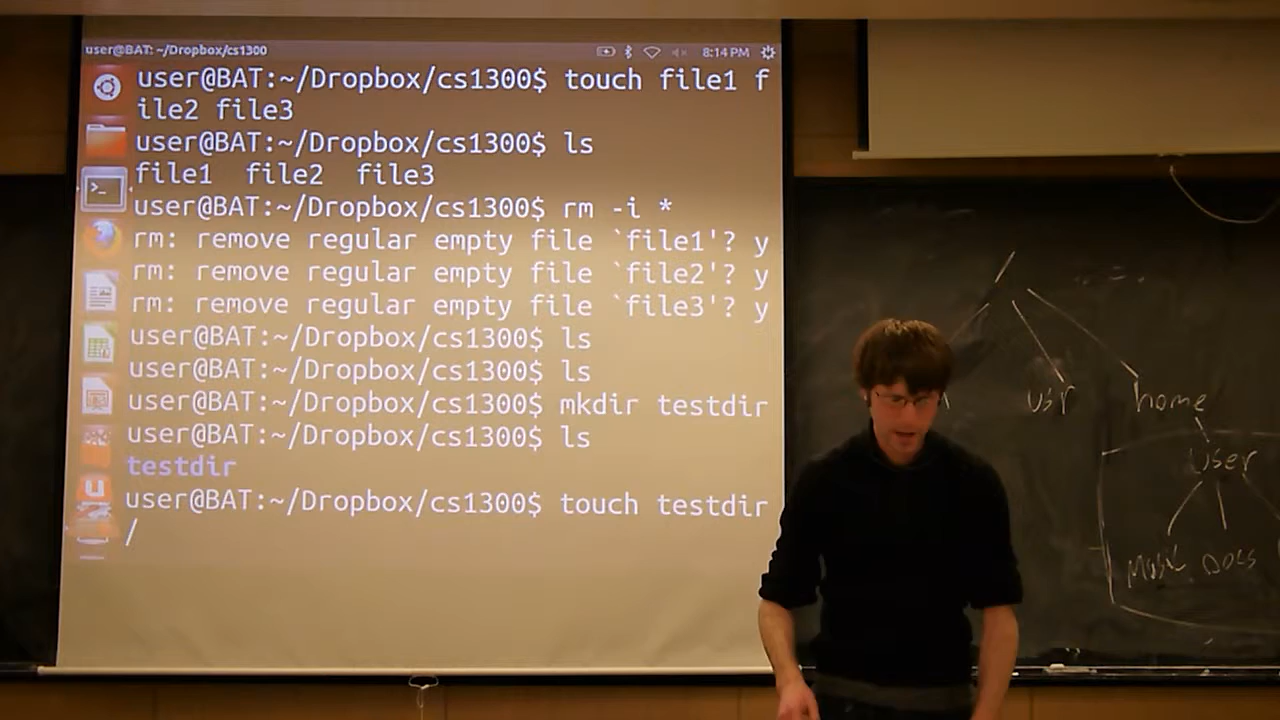 user@BAT: ~/Dropbox/cs1300
8:14 PM
user@BAT:~/Dropbox/cs1300$ touch file1 f
ile2 file3
user@BAT:~/Dropbox/cs1300$ ls
file1 file2 file3
user@BAT:~/Dropbox/cs1300$ rm -i *
rm: remove regular empty file `file1'? y
rm: remove regular empty file `file2'? y
rm: remove regular empty file `file3'? y
user@BAT:~/Dropbox/cs1300$ ls
user@BAT:~/Dropbox/cs1300$ ls
user@BAT:~/Dropbox/cs1300$ mkdir testdir
user@BAT:~/Dropbox/cs1300$ ls
testdir
user@BAT:~/Dropbox/cs1300$ touch testdir
/
usr home
user
Music Docs